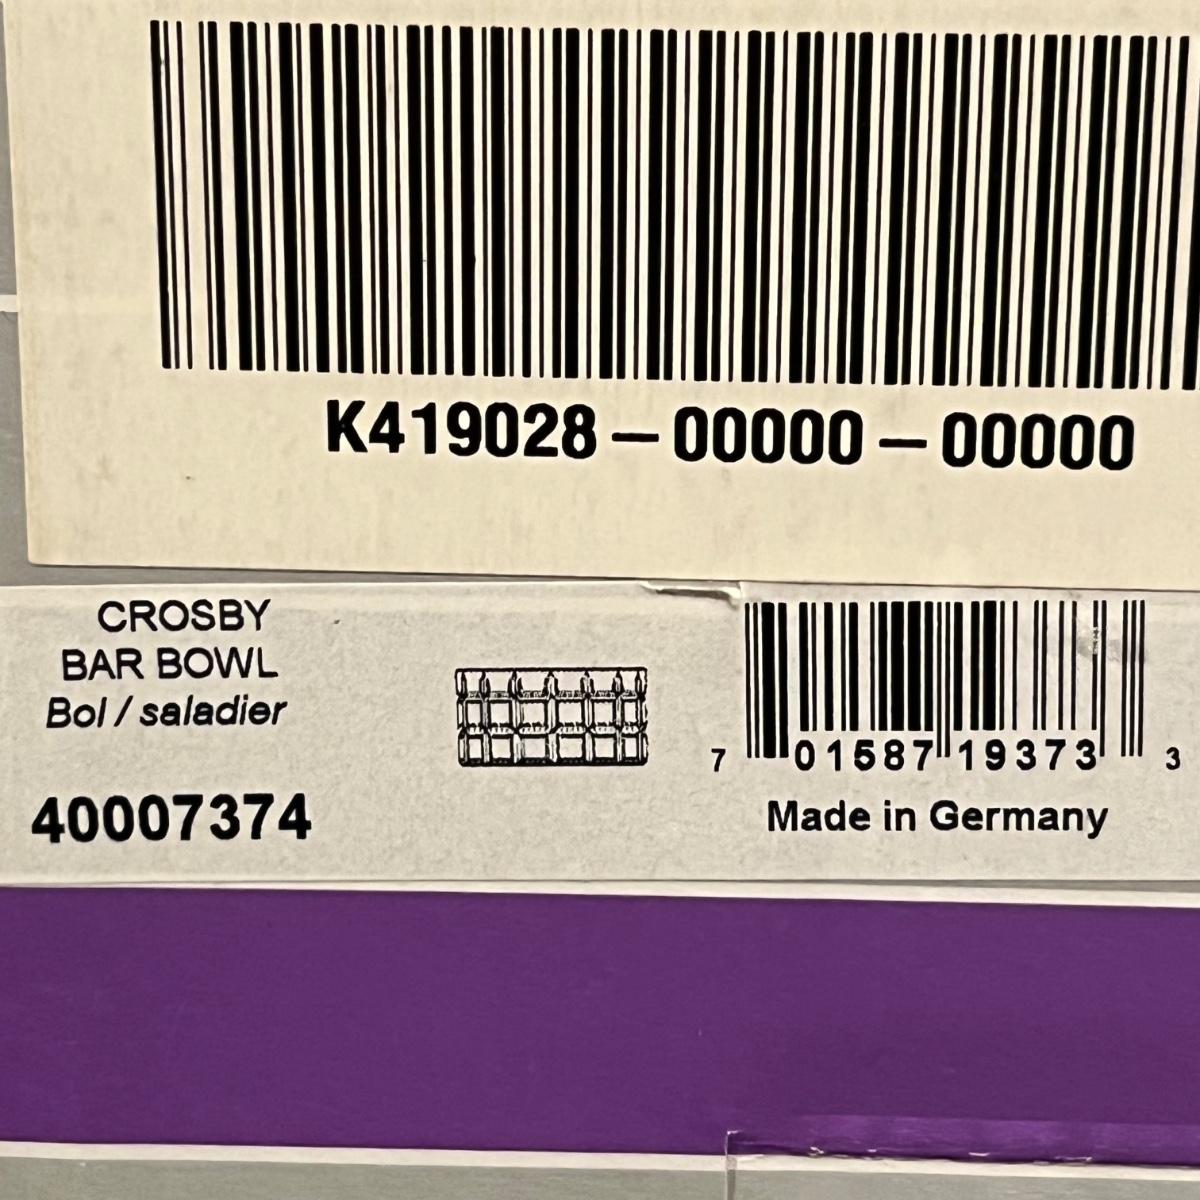 K419028-00000-00000
CROSBY
BAR BOWL
Bol / saladier
40007374
7 01587 19373 3
Made in Germany